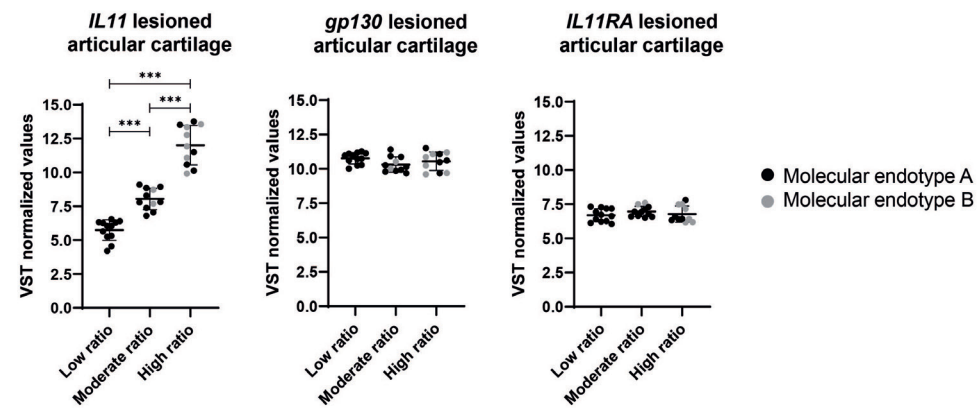 IL11 lesioned
articular cartilage
gp130 lesioned
articular cartilage
IL11RA lesioned
articular cartilage
***
***
***
VST normalized values
15.0
12.5
10.0
7.5
5.0
2.5
0.0
Low ratio
Moderate ratio
High ratio
VST normalized values
15.0
12.5
10.0
7.5
5.0
2.5
0.0
Low ratio
Moderate ratio
High ratio
VST normalized values
15.0
12.5
10.0
7.5
5.0
2.5
0.0
Low ratio
Moderate ratio
High ratio
Molecular endotype A
Molecular endotype B